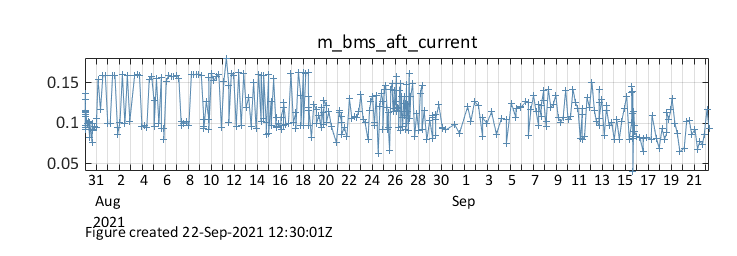 m_bms_aft_current
0.15
0.1
0.05
31 2 4 6 8 10 12 14 16 18 20 22 24 26 28 30 1 3 5 7 9 11 13 15 17 19 21
Aug Sep
2021
Figure created 22-Sep-2021 12:30:01Z